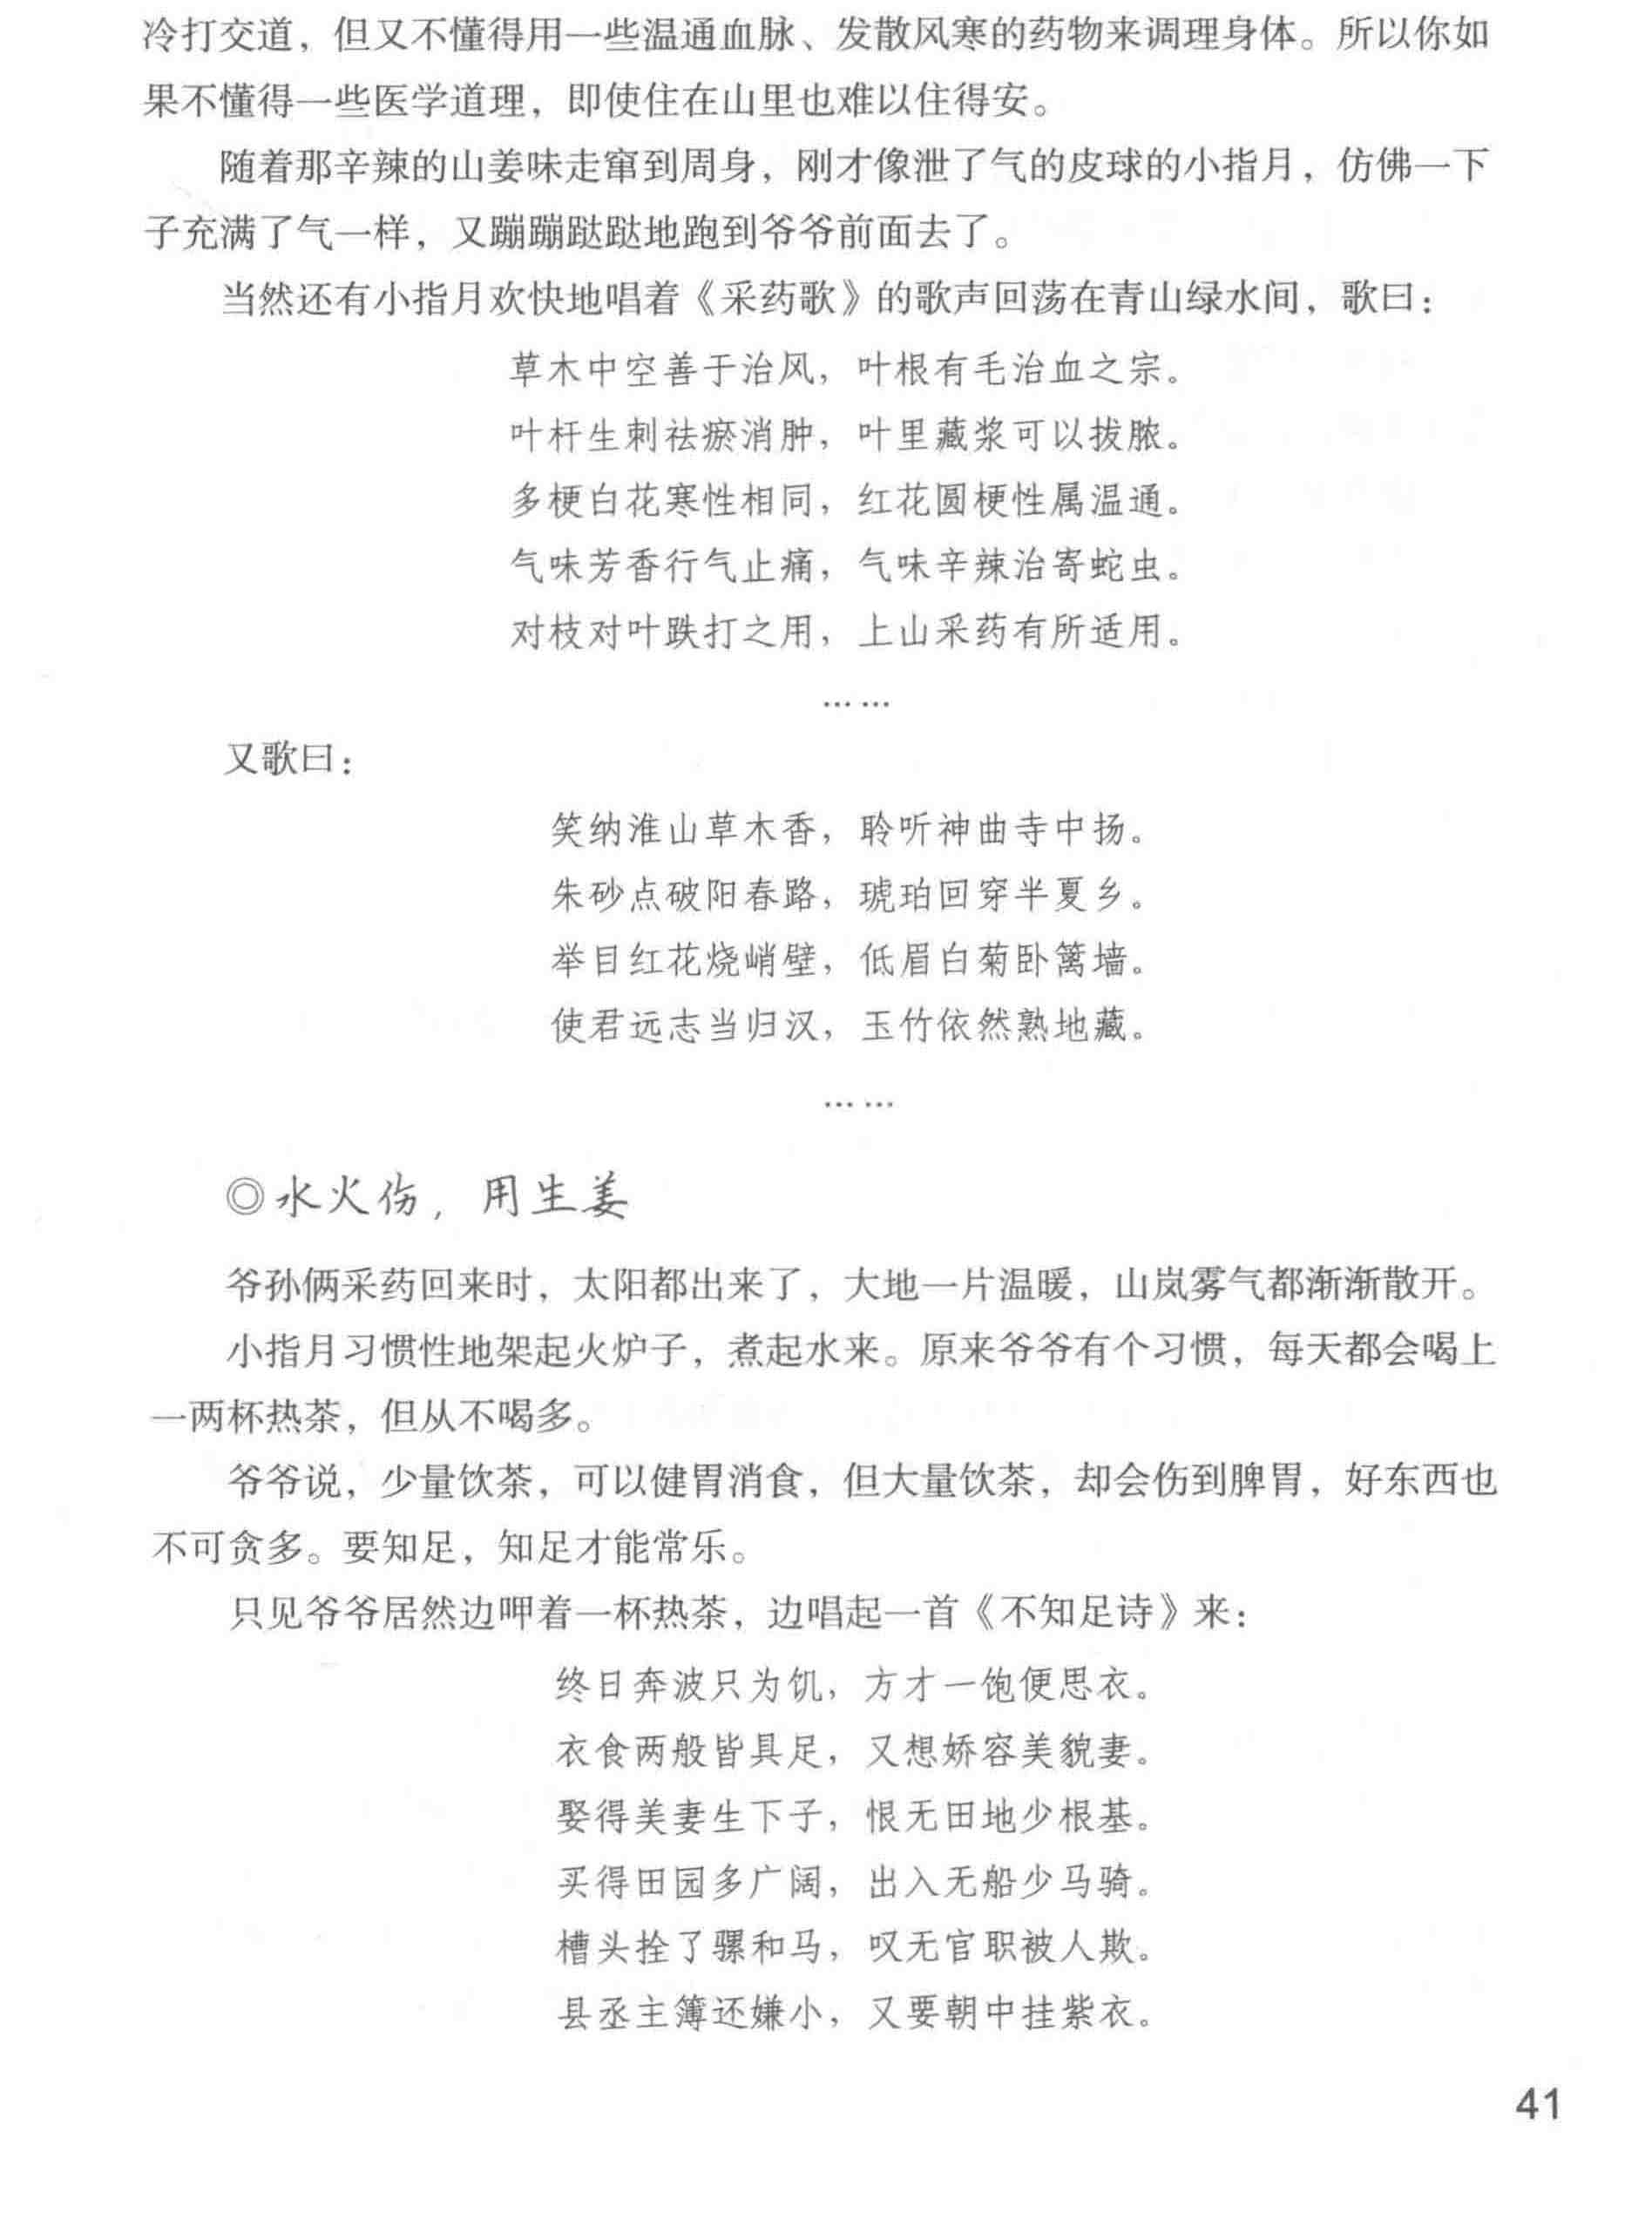 冷打交道，但又不懂得用一些温通血脉、发散风寒的药物来调理身体。所以你如
果不懂得一些医学道理，即使住在山里也难以住得安。
随着那辛辣的山姜味走窜到周身，刚才像泄了气的皮球的小指月，仿佛一下
子充满了气一样，又蹦蹦跶跶地跑到爷爷前面去了。
当然还有小指月欢快地唱着《采药歌》的歌声回荡在青山绿水间，歌曰：
草木中空善于治风，叶根有毛治血之宗。
叶杆生刺祛瘀消肿，叶里藏浆可以拔脓。
多梗白花寒性相同，红花圆梗性属温通。
气味芳香行气止痛，气味辛辣治寄蛇虫。
对枝对叶跌打之用，上山采药有所适用。
……
又歌曰：
笑纳淮山草木香，聆听神曲寺中扬。
朱砂点破阳春路，琥珀回穿半夏乡。
举目红花烧峭壁，低眉白菊卧篱墙。
使君远志当归汉，玉竹依然熟地藏。
……
◎水火伤，用生姜
爷孙俩采药回来时，太阳都出来了，大地一片温暖，山岚雾气都渐渐散开。
小指月习惯性地架起火炉子，煮起水来。原来爷爷有个习惯，每天都会喝上
一两杯热茶，但从不喝多。
爷爷说，少量饮茶，可以健胃消食，但大量饮茶，却会伤到脾胃，好东西也
不可贪多。要知足，知足才能常乐。
只见爷爷居然边呷着一杯热茶，边唱起一首《不知足诗》来：
终日奔波只为饥，方才一饱便思衣。
衣食两般皆具足，又想娇容美貌妻。
娶得美妻生下子，恨无田地少根基。
买得田园多广阔，出入无船少马骑。
槽头拴了骡和马，叹无官职被人欺。
县丞主簿还嫌小，又要朝中挂紫衣。
41